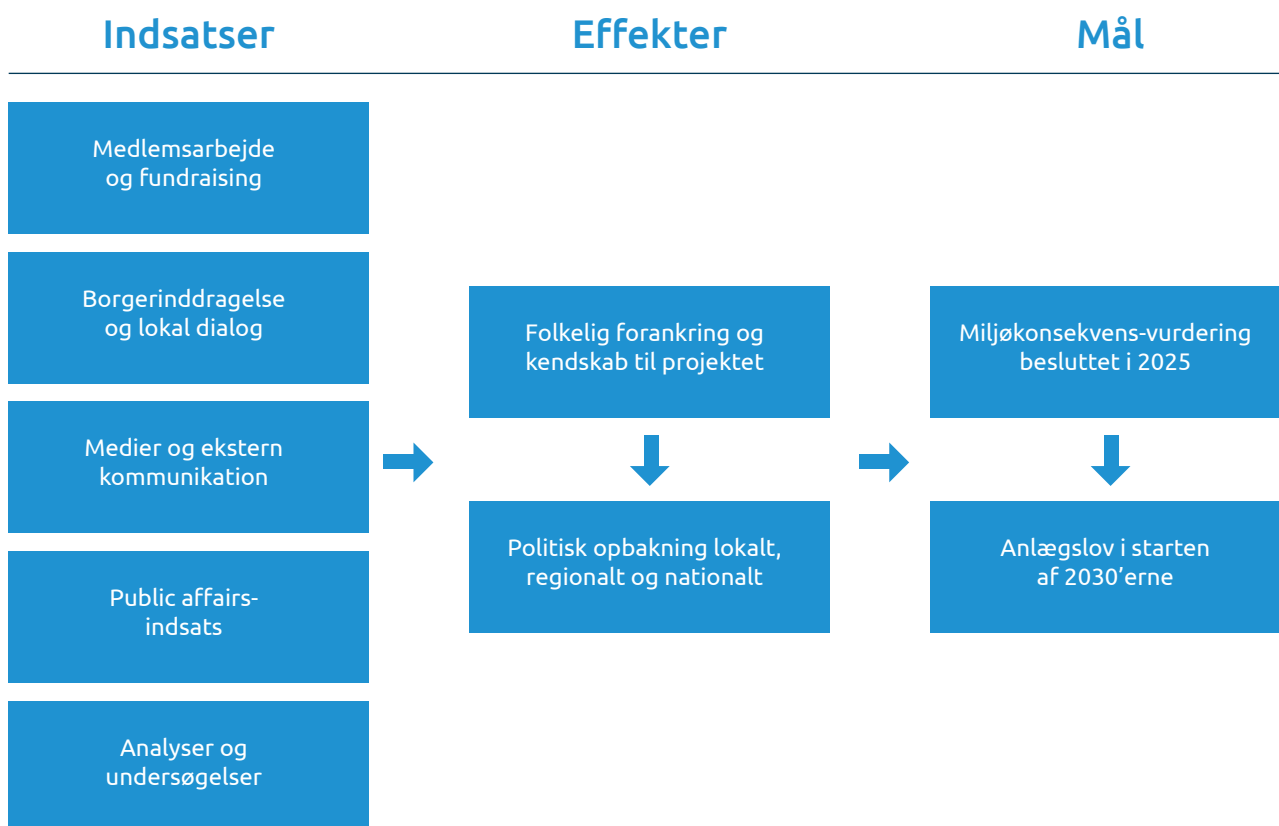 Indsatser
Effekter
Mål
Medlemsarbejde
og fundraising
Borgerinddragelse
og lokal dialog
Medier og ekstern
kommunikation
Public affairs-
indsats
Analyser og
undersøgelser
Folkelig forankring og
kendskab til projektet
Politisk opbakning lokalt,
regionalt og nationalt
Miljøkonsekvens-vurdering
besluttet i 2025
Anlægslov i starten
af 2030’erne